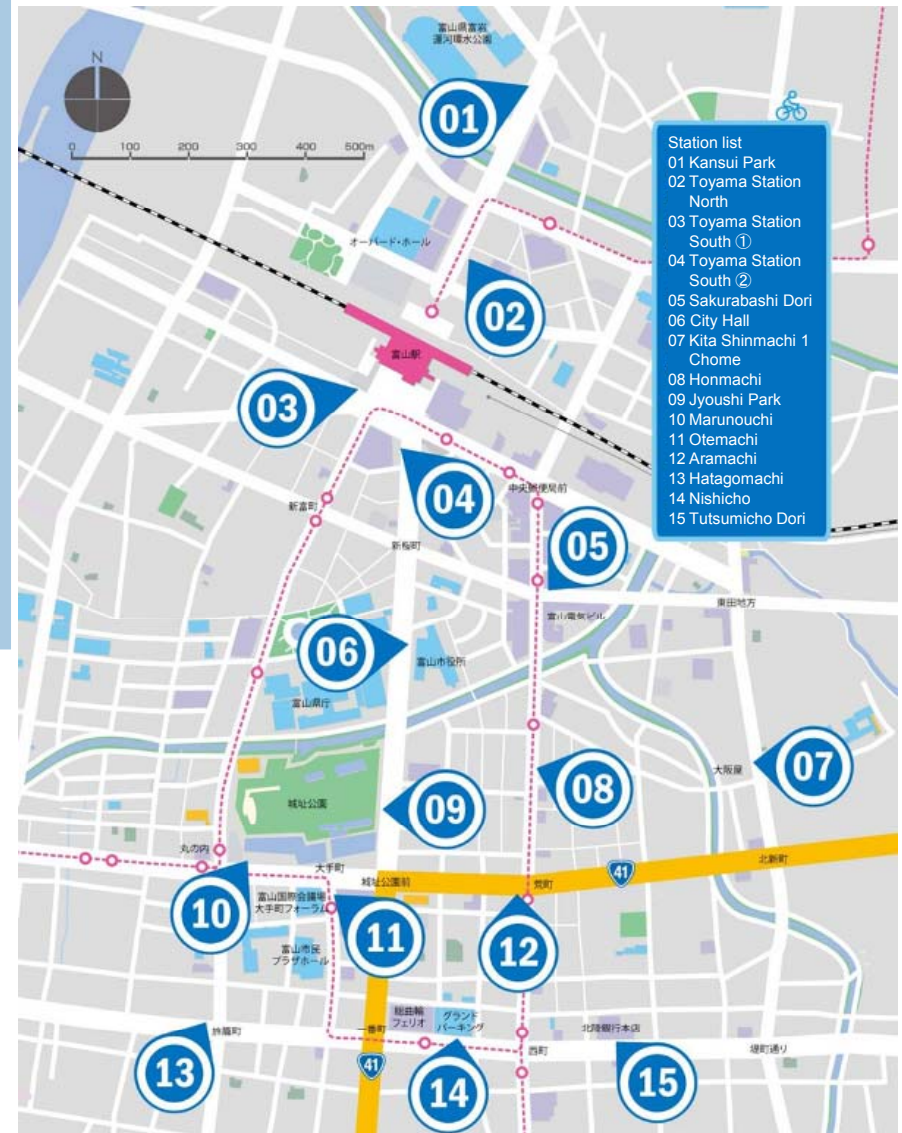 富山県富岩
運河環水公園
N
0 100 200 300 400 500m
01
オーバード・ホール
02
富山駅
03
04
中央郵便局前
新富町
新桜町
05
富山電気ビル
東田地方
06
富山市役所
富山県庁
07
大阪屋
08
09
城址公園
丸の内
大手町
城址公園前
荒町
41
北新町
10
富山国際会議場
大手町フォーラム
11
12
富山市民
プラザホール
総曲輪
フェリオ
グランド
パーキング
旅籠町
一番町
西町
北陸銀行本店
堤町通り
41
13
14
15
Station list
01 Kansui Park
02 Toyama Station
North
03 Toyama Station
South ①
04 Toyama Station
South ②
05 Sakurabashi Dori
06 City Hall
07 Kita Shinmachi 1
Chome
08 Honmachi
09 Jyoushi Park
10 Marunouchi
11 Otemachi
12 Aramachi
13 Hatagomachi
14 Nishicho
15 Tutsumicho Dori